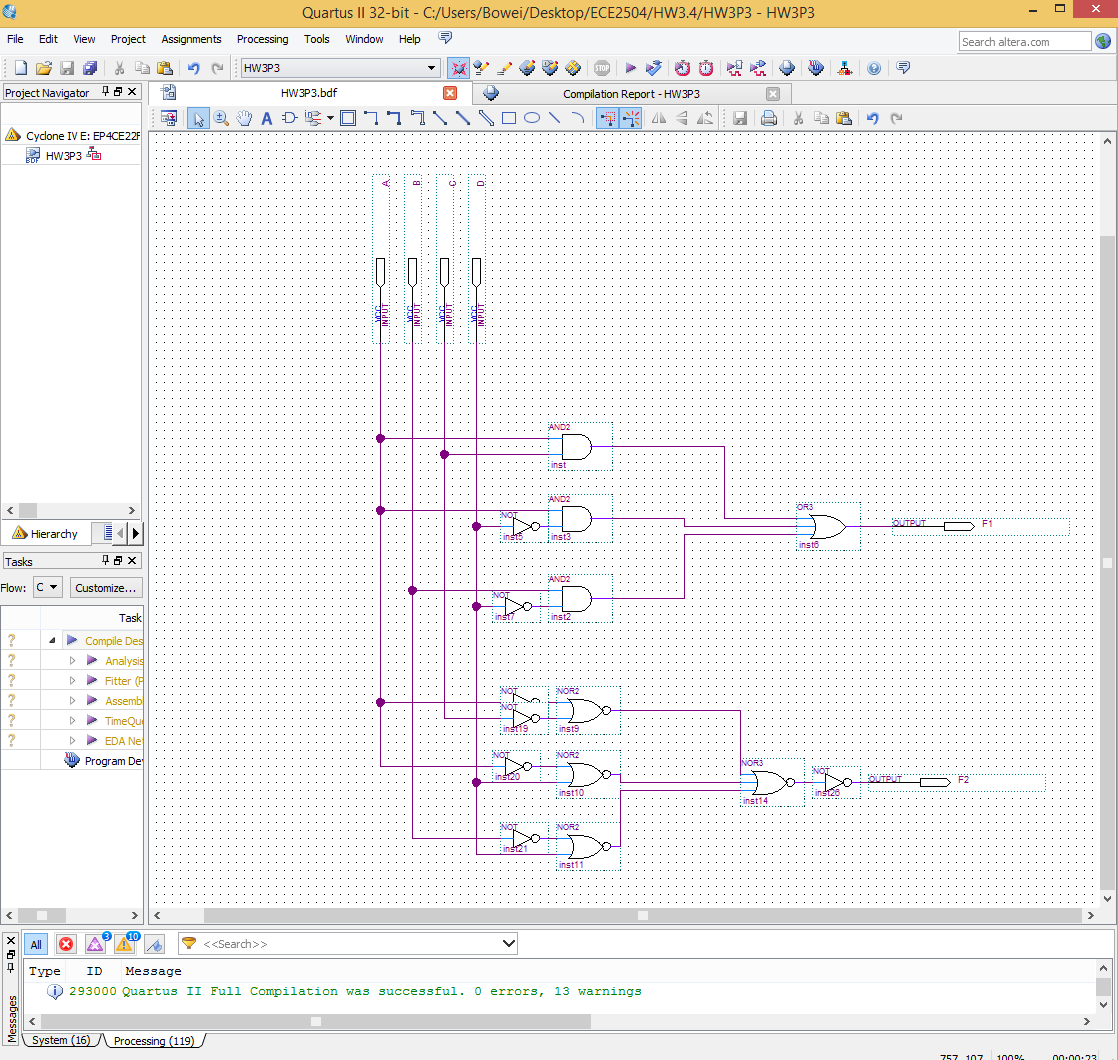 Quartus II 32-bit - C:/Users/Bowei/Desktop/ECE2504/HW3.4/HW3P3 - HW3P3
File Edit View Project Assignments Processing Tools Window Help
Search altera.com
HW3P3
STOP
Project Navigator
HW3P3.bdf
Compilation Report - HW3P3
Cyclone IV E: EP4CE22F
HW3P3
A B C D
VCC INPUT VCC INPUT VCC INPUT VCC INPUT
AND2
inst
AND2
NOT
inst5 inst3
OR3
inst6
OUTPUT F1
AND2
NOT
inst7 inst2
NOT NOR2
NOT
inst19 inst9
NOT NOR2
inst20
inst10
NOR3
inst14
NOT
inst26
OUTPUT F2
NOT NOR2
inst21
inst11
Hierarchy
Tasks
Flow: C Customize...
Task
? Compile Des
? Analysis
? Fitter (P
? Assembl
? TimeQu
? EDA Net
Program Dev
Messages
All 3 10 <<Search>>
Type ID Message
293000 Quartus II Full Compilation was successful. 0 errors, 13 warnings
System (16) Processing (119)
757, 107 100% 00:00:23